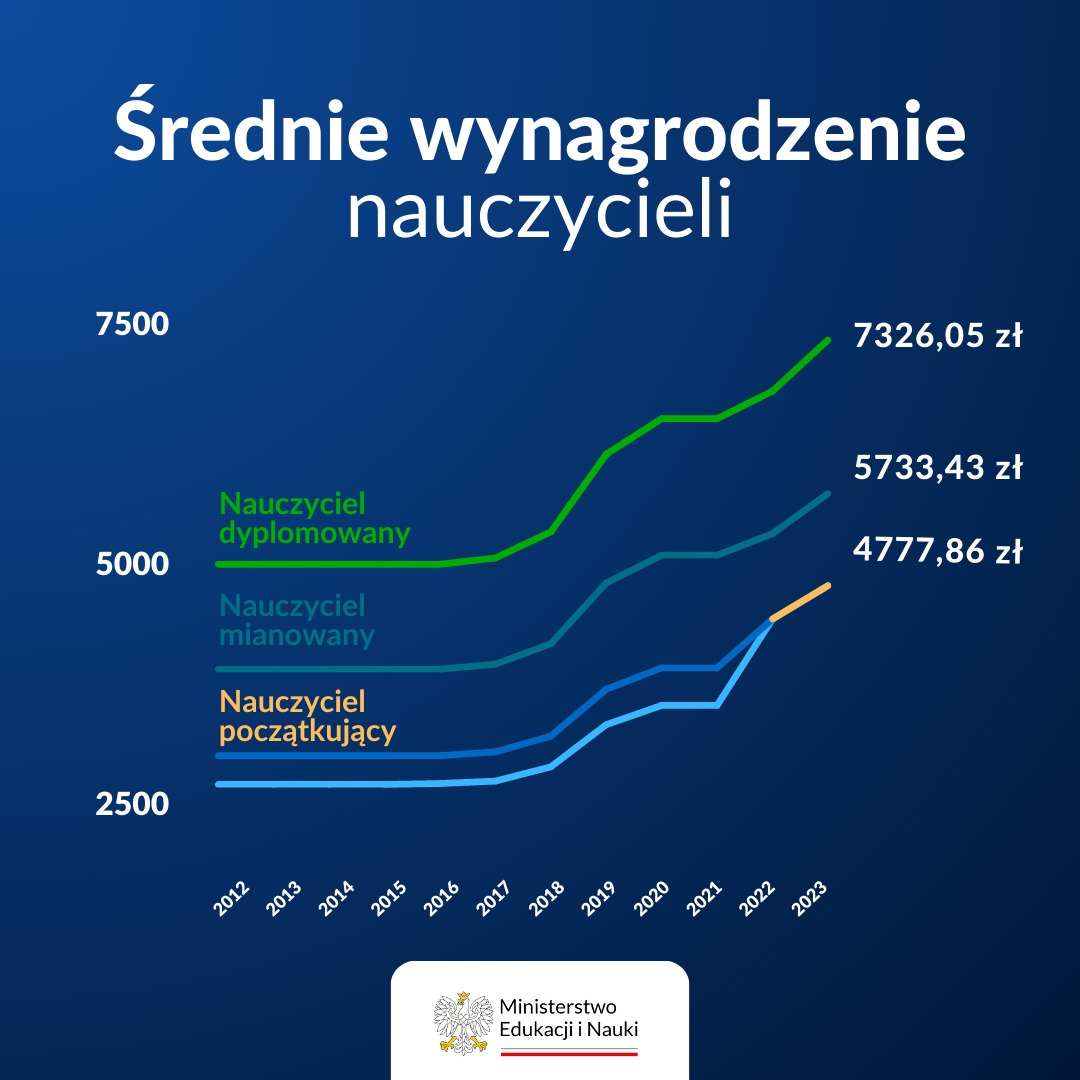 Średnie wynagrodzenie
nauczycieli
7500
7326,05 zł
5733,43 zł
Nauczyciel
dyplomowany
5000
4777,86 zł
Nauczyciel
mianowany
Nauczyciel
początkujący
2500
2012 2013 2014 2015 2016 2017 2018 2019 2020 2021 2022 2023
Ministerstwo
Edukacji i Nauki